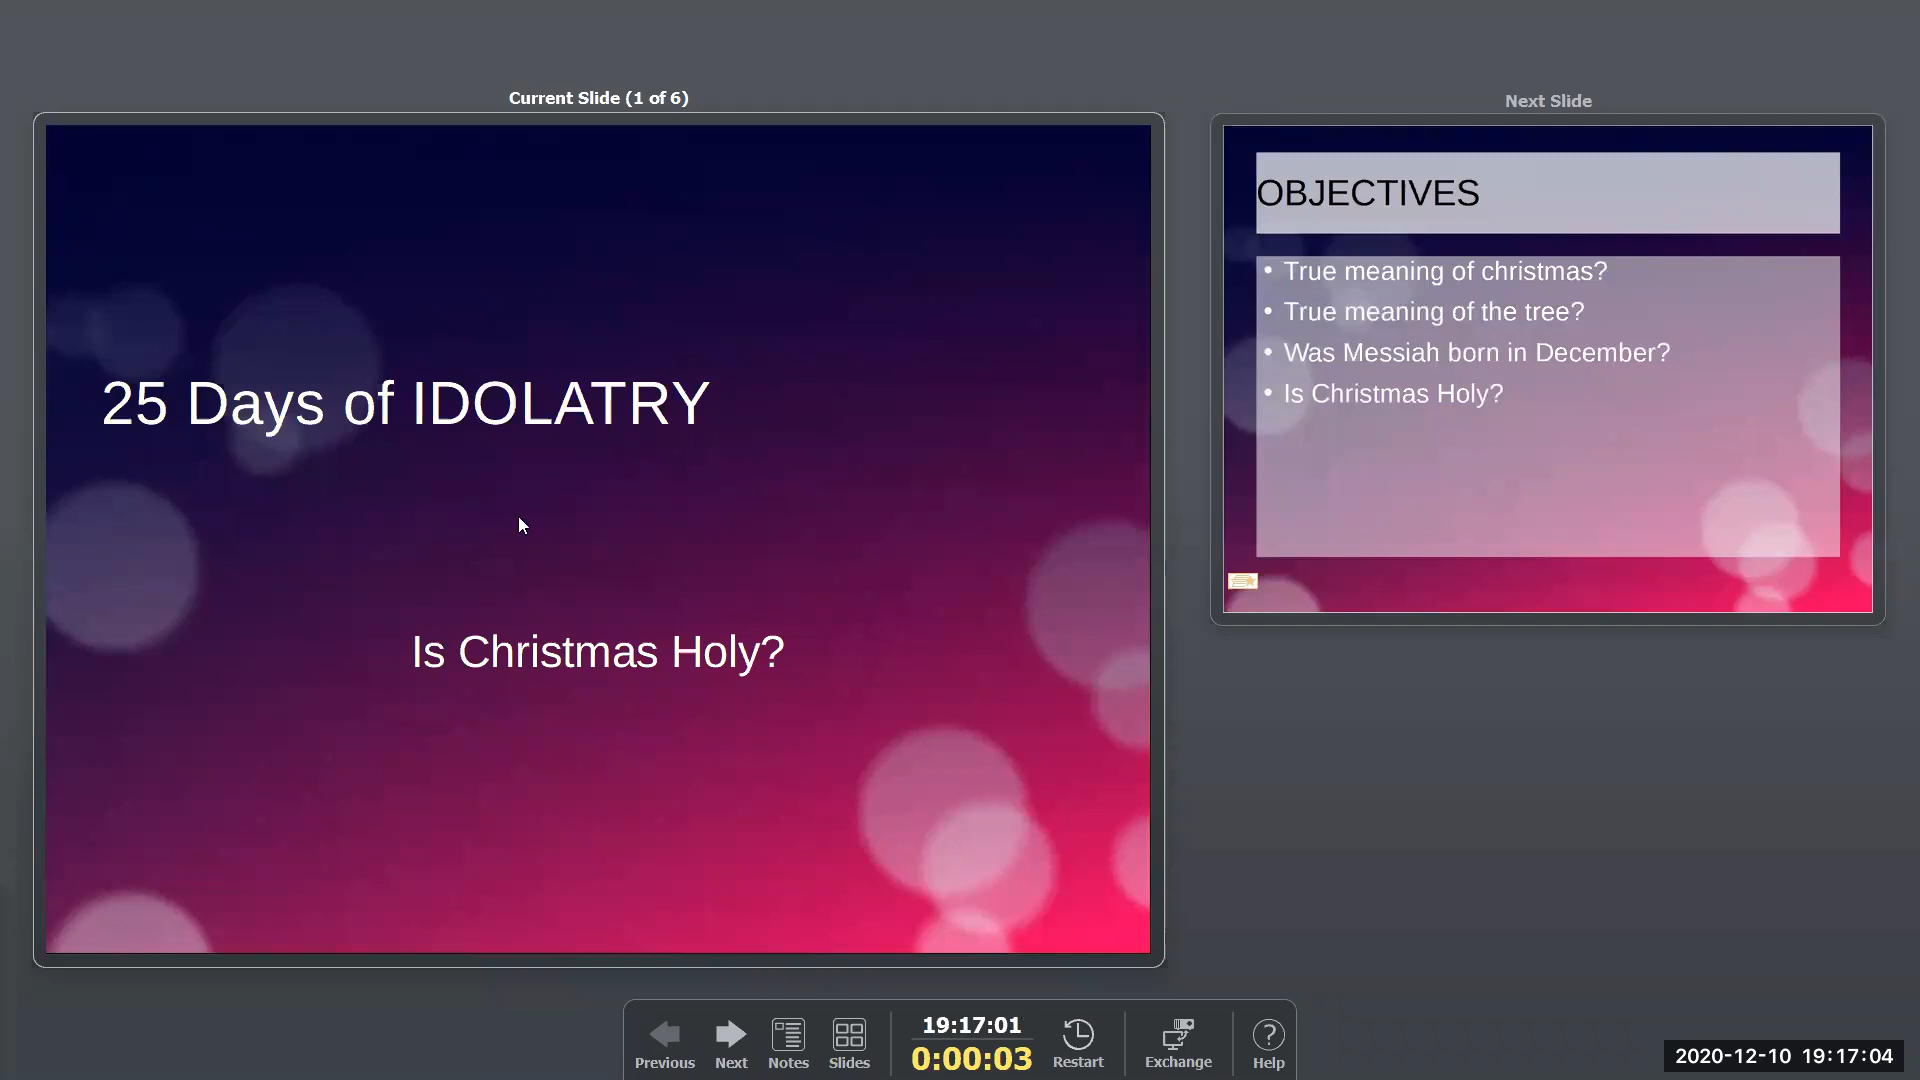 Current Slide (1 of 6)
25 Days of IDOLATRY
Is Christmas Holy?
Next Slide
OBJECTIVES
• True meaning of christmas?
• True meaning of the tree?
• Was Messiah born in December?
• Is Christmas Holy?
Previous
Next
Notes
Slides
19:17:01
0:00:03
Restart
Exchange
Help
2020-12-10 19:17:04